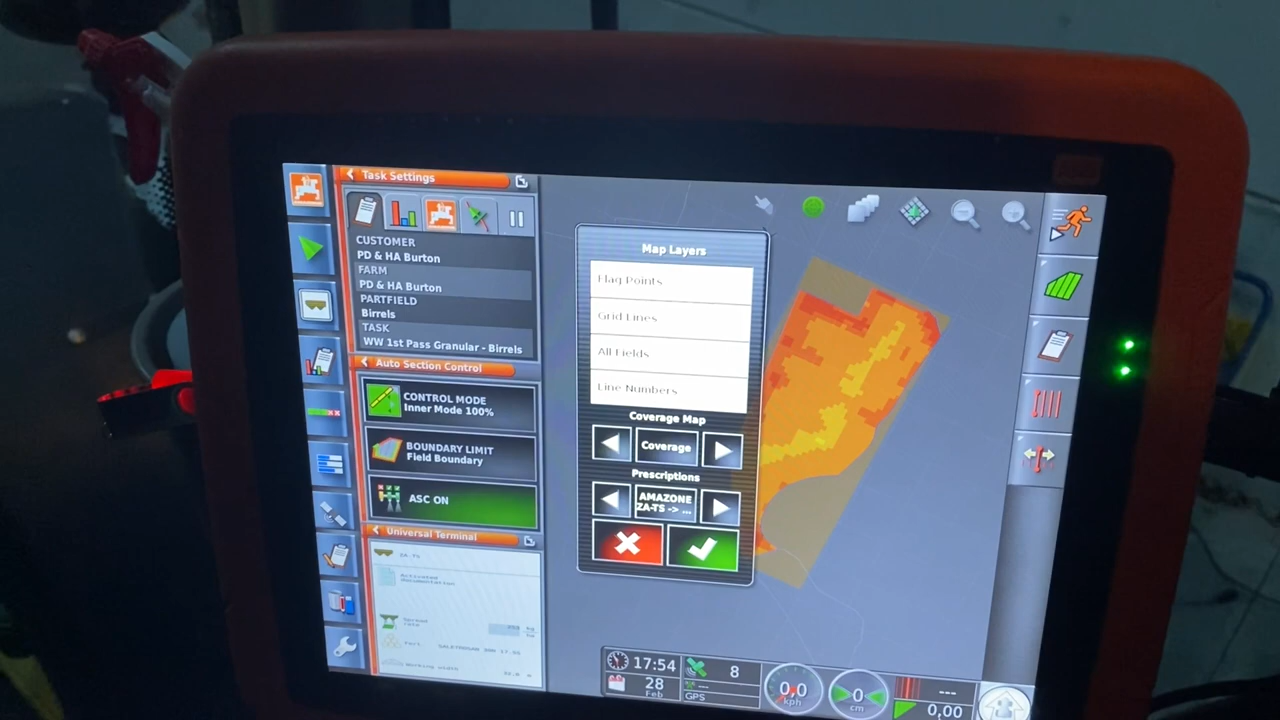 Task Settings
CUSTOMER
PD & HA Burton
FARM
PD & HA Burton
PARTFIELD
Birrels
TASK
WW 1st Pass Granular - Birrels
Auto Section Control
CONTROL MODE
Inner Mode 100%
BOUNDARY LIMIT
Field Boundary
ASC ON
Universal Terminal
ZA-TS
Map Layers
Flag Points
Grid Lines
All Fields
Line Numbers
Coverage Map
Coverage
Prescriptions
AMAZONE
ZA-TS -> ...
17:54
28
Feb
8
---
GPS
0,0
kph
0
cm
---
0,00